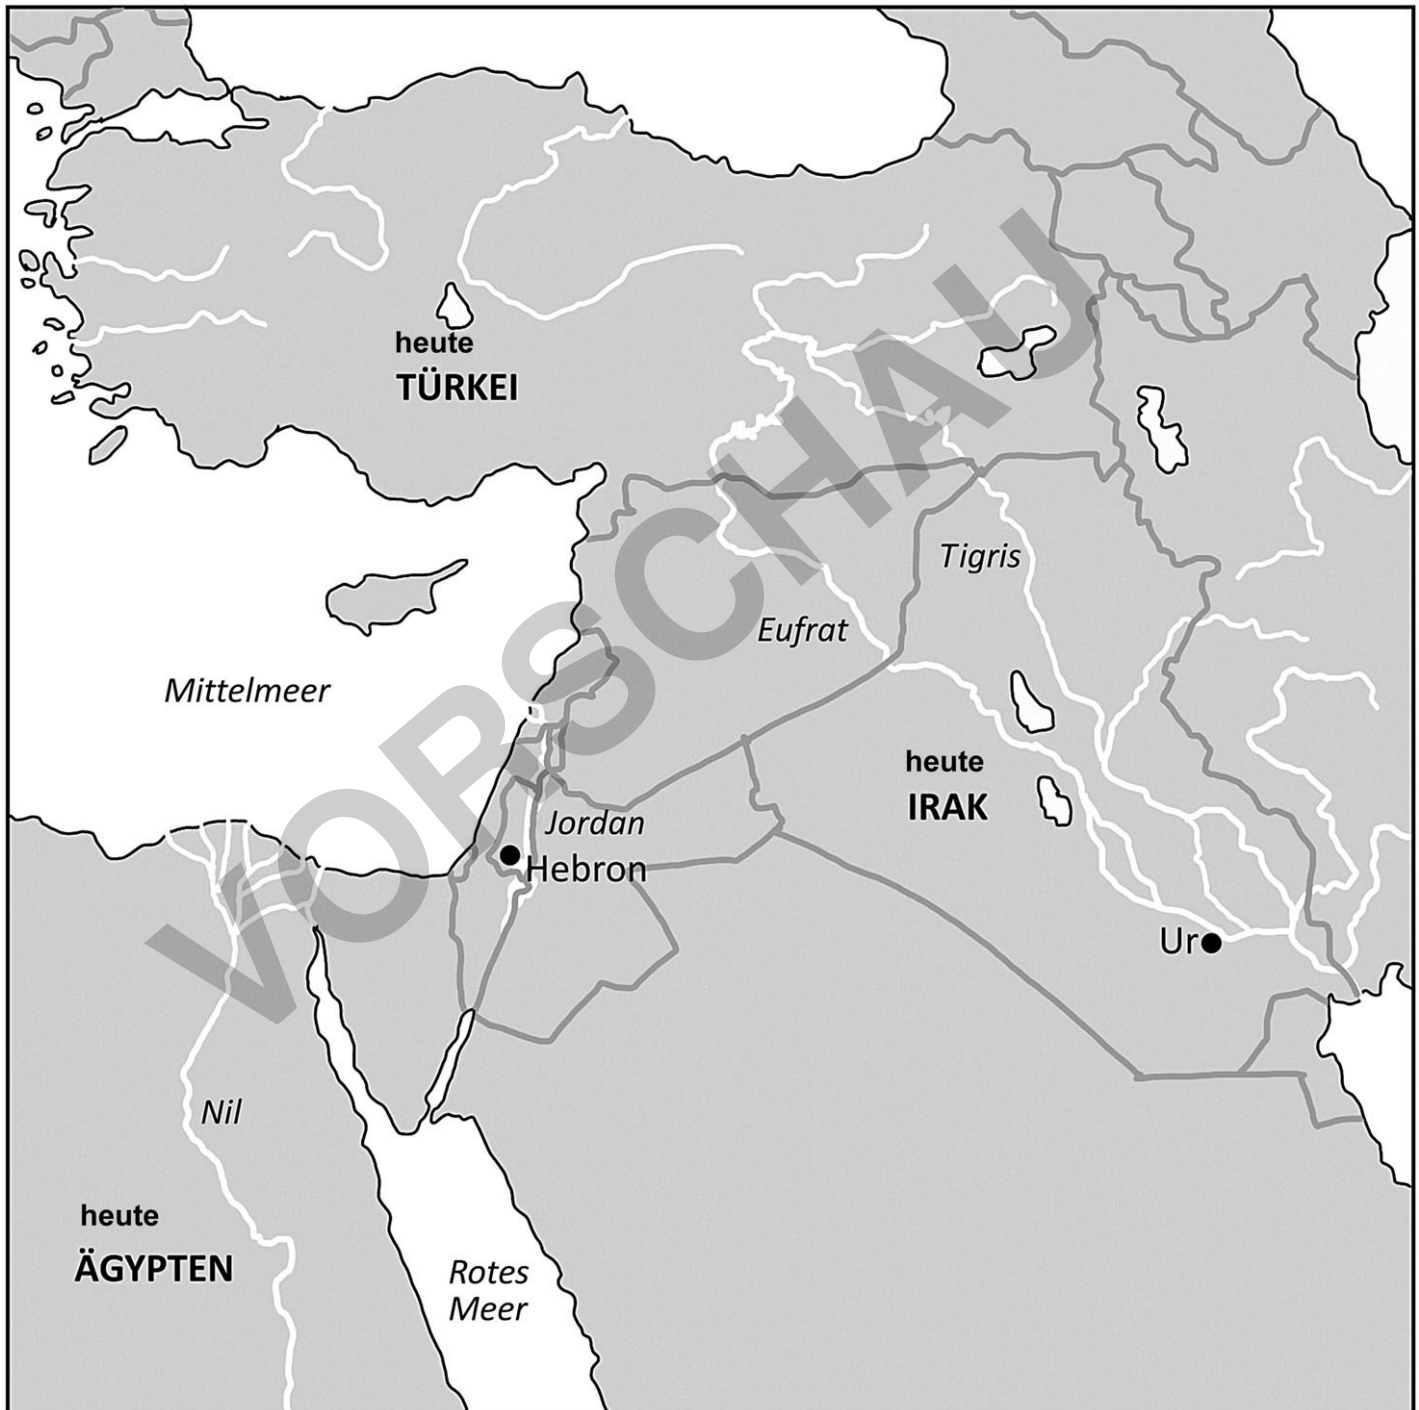 heute
TÜRKEI
Tigris
Eufrat
Mittelmeer
heute
IRAK
Jordan
Hebron
Ur
Nil
heute
ÄGYPTEN
Rotes
Meer
VORSCHAU